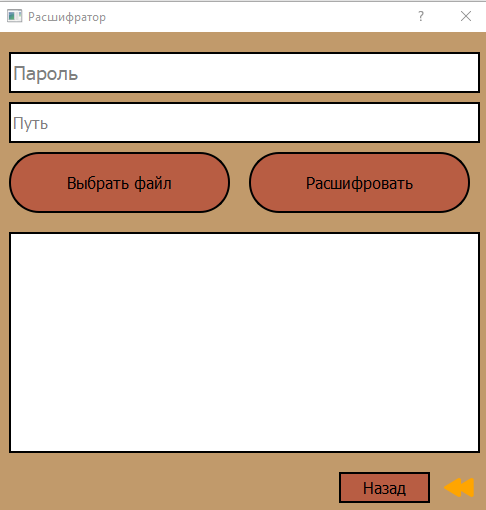 Расшифратор
?
Пароль
Путь
Выбрать файл
Расшифровать
Назад